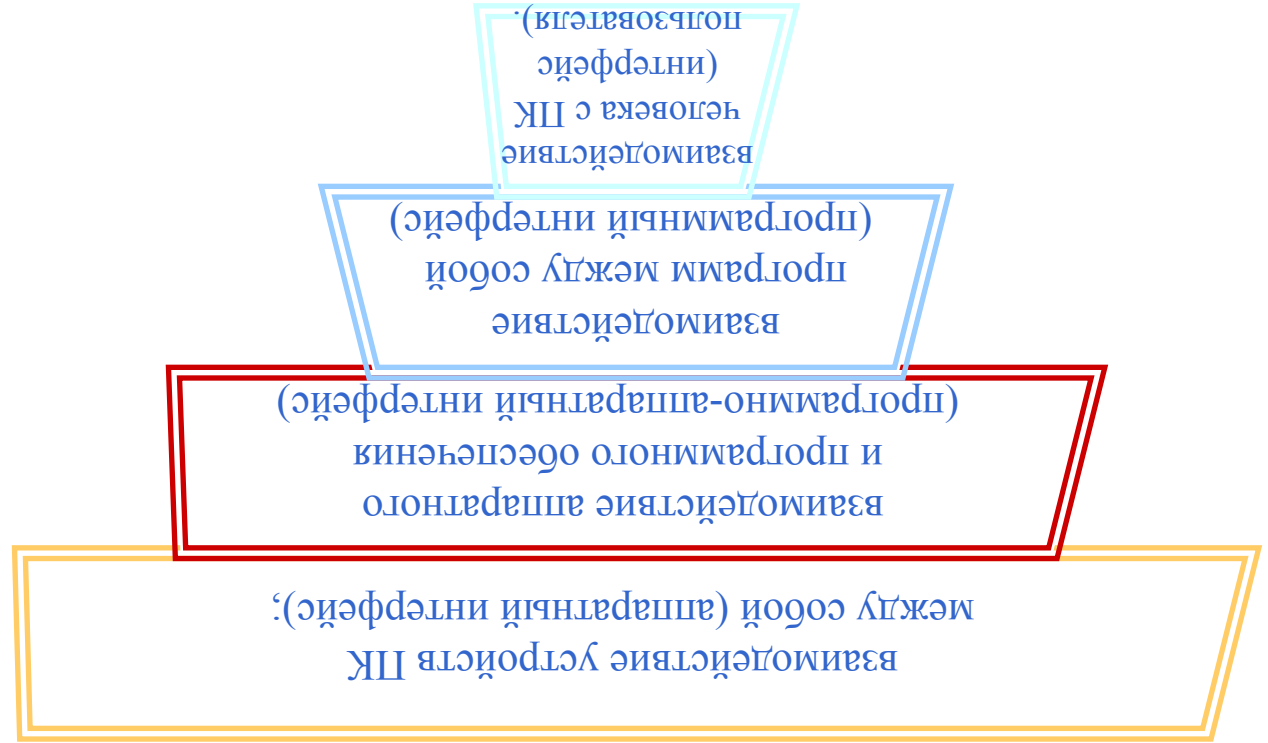 взаимодействие устройств ПК
между собой (аппаратный интерфейс);
взаимодействие аппаратного
и программного обеспечения
(программно-аппаратный интерфейс)
взаимодействие
программ между собой
(программный интерфейс)
взаимодействие
человека с ПК
(интерфейс
пользователя).